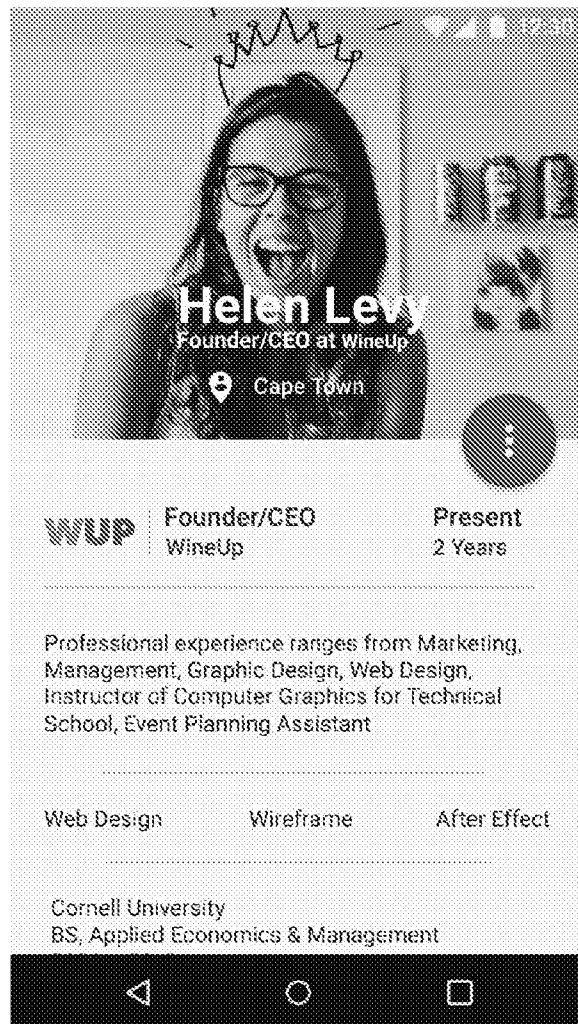 12:30
Helen Levy
Founder/CEO at WineUp
Cape Town
WUP
Founder/CEO
Present
WineUp
2 Years
Professional experience ranges from Marketing,
Management, Graphic Design, Web Design,
Instructor of Computer Graphics for Technical
School, Event Planning Assistant
Web Design
Wireframe
After Effect
Cornell University
BS, Applied Economics & Management